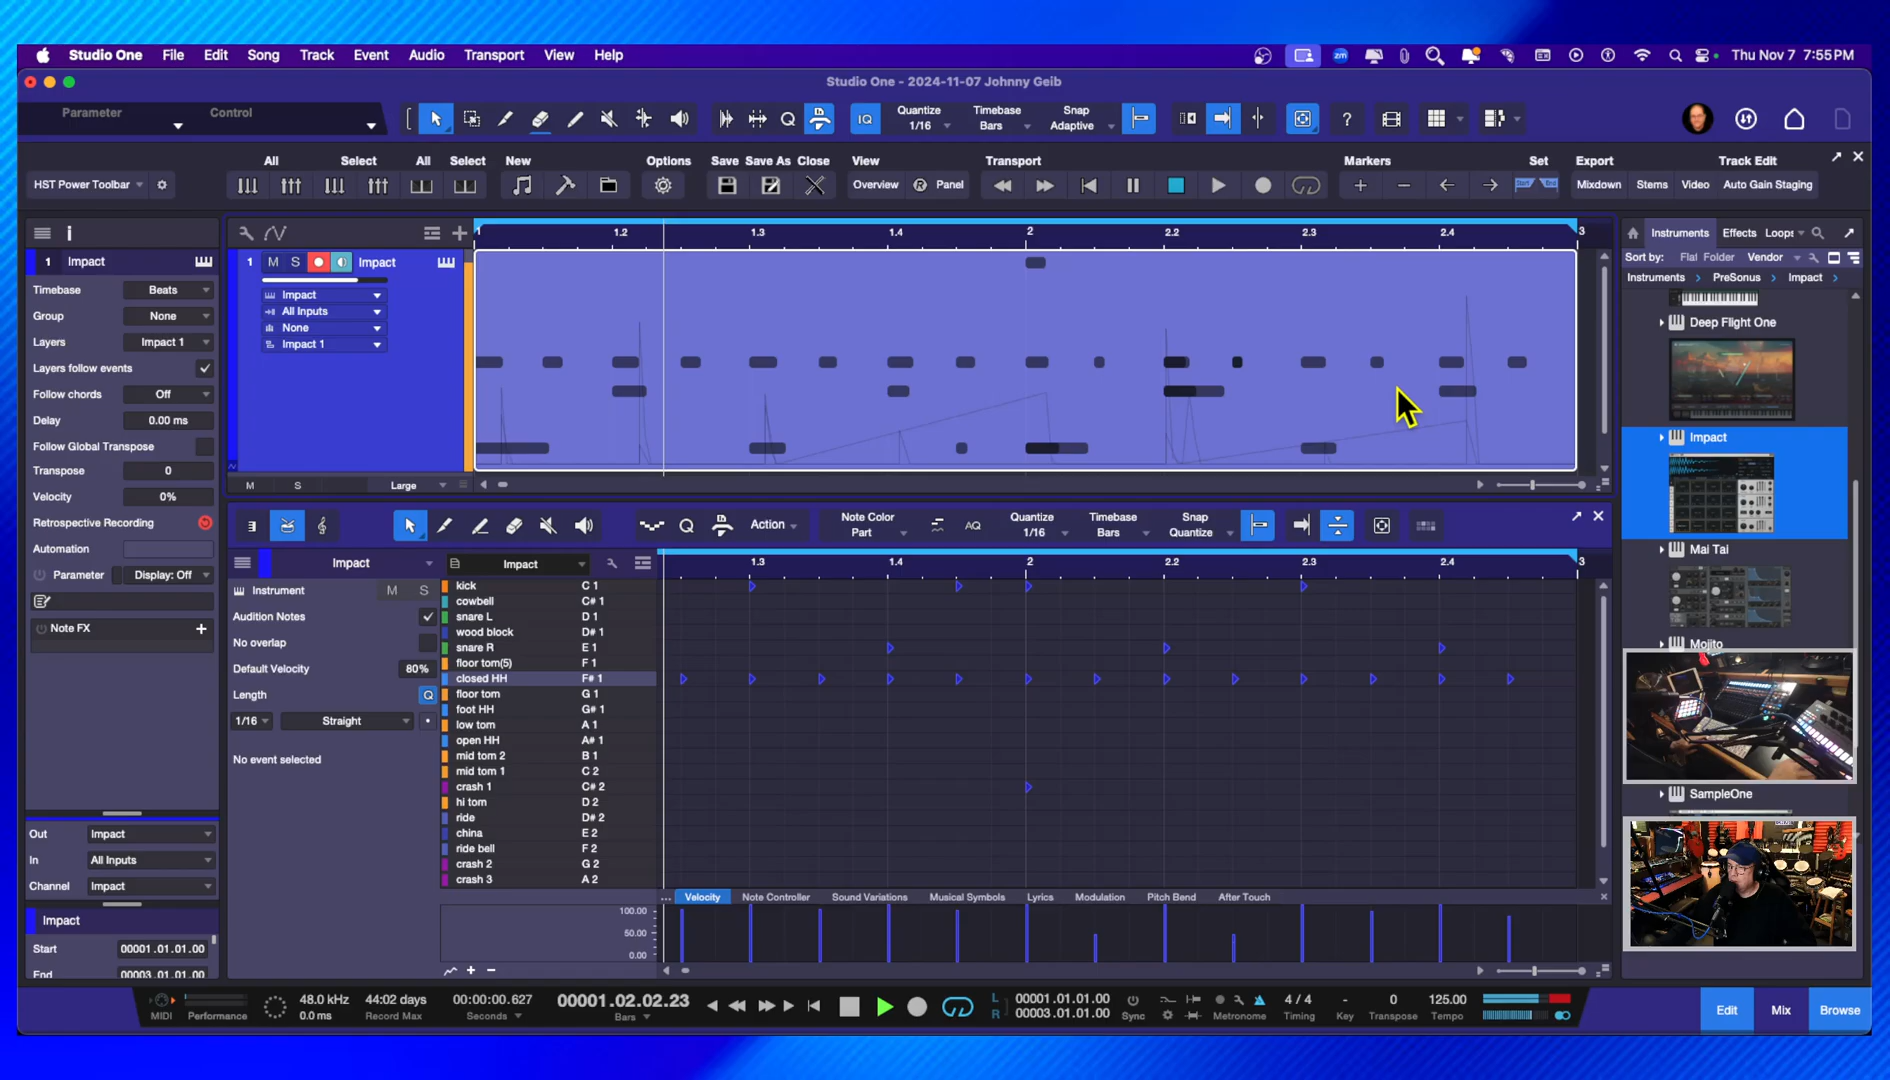 Studio One File Edit Song Track Event Audio Transport View Help
zm Thu Nov 7 7:55 PM
Studio One - 2024-11-07 Johnny Geib
Parameter Control
IQ Quantize 1/16 Timebase Bars Snap Adaptive ?
All Select All Select New Options Save Save As Close View Transport Markers Set Export Track Edit
HST Power Toolbar Overview R Panel Start End Mixdown Stems Video Auto Gain Staging
i
1 Impact
Timebase Beats
Group None
Layers Impact 1
Layers follow events
Follow chords Off
Delay 0.00 ms
Follow Global Transpose
Transpose 0
Velocity 0%
Retrospective Recording
Automation
Parameter Display: Off
Note FX
Out Impact
In All Inputs
Channel Impact
Impact
Start 00001.01.01.00
End 00003.01.01.00
1 1.2 1.3 2 2.2 2.3 2.4 3
1 M S Impact
Impact
All Inputs
None
Impact 1
M S Large
Action Note Color Part AQ Quantize 1/16 Timebase Bars Snap Quantize
Impact Impact
1.3 1.4 2 2.2 2.3 2.4 3
Instrument M S
Audition Notes
No overlap
Default Velocity 80%
Length Q
1/16 Straight
No event selected
kick C 1
cowbell C# 1
snare L D 1
wood block D# 1
snare R E 1
floor tom(5) F 1
closed HH F# 1
floor tom G 1
foot HH G# 1
low tom A 1
open HH A# 1
mid tom 2 B 1
mid tom 1 C 2
crash 1 C# 2
hi tom D 2
ride D# 2
china E 2
ride bell F 2
crash 2 G 2
crash 3 A 2
... Velocity Note Controller Sound Variations Musical Symbols Lyrics Modulation Pitch Bend After Touch
100.00
50.00
0.00
Instruments Effects Loops
Sort by: Flat Folder Vendor
Instruments PreSonus Impact
Deep Flight One
Impact
Mai Tai
Mojito
SampleOne
MIDI Performance 48.0 kHz 0.0 ms 44:02 days Record Max 00:00:00.627 Seconds 00001.02.02.23 Bars
L 00001.01.01.00
R 00003.01.01.00
Sync Metronome 4 / 4 Timing - Key 0 Transpose 125.00 Tempo
Edit Mix Browse